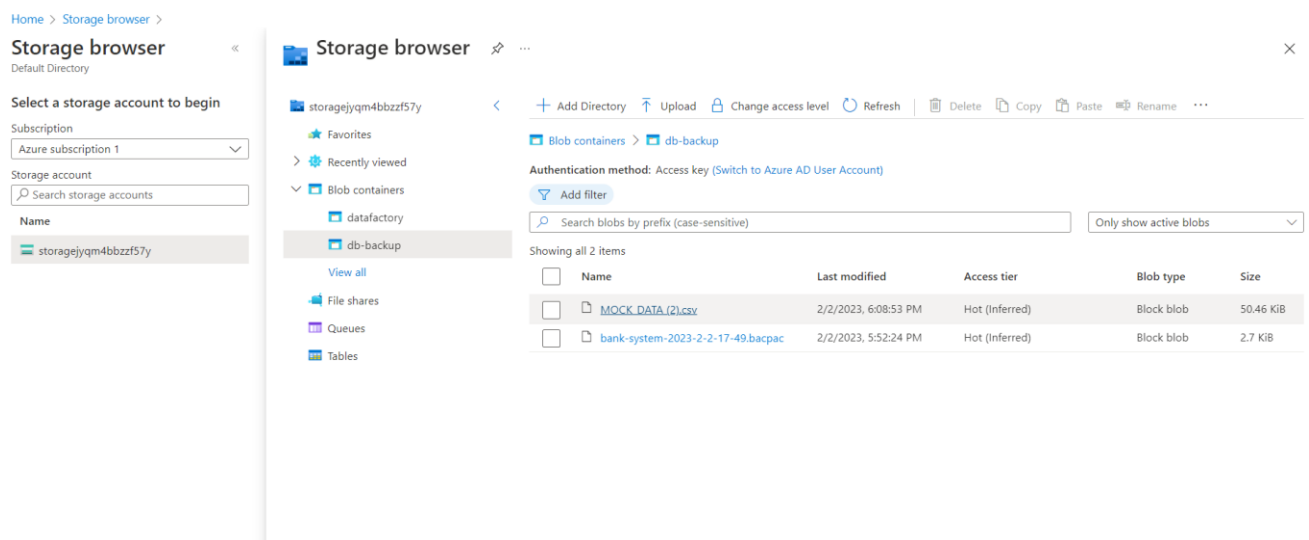 Home > Storage browser >
Storage browser «
Default Directory
Select a storage account to begin
Subscription
Azure subscription 1
Storage account
Search storage accounts
Name
storagejyqm4bbzzf57y
Storage browser ...
storagejyqm4bbzzf57y
Favorites
Recently viewed
Blob containers
datafactory
db-backup
View all
File shares
Queues
Tables
Add Directory Upload Change access level Refresh Delete Copy Paste Rename ...
Blob containers > db-backup
Authentication method: Access key (Switch to Azure AD User Account)
Add filter
Search blobs by prefix (case-sensitive) Only show active blobs
Showing all 2 items
Name Last modified Access tier Blob type Size
MOCK_DATA (2).csv 2/2/2023, 6:08:53 PM Hot (Inferred) Block blob 50.46 KiB
bank-system-2023-2-2-17-49.bacpac 2/2/2023, 5:52:24 PM Hot (Inferred) Block blob 2.7 KiB